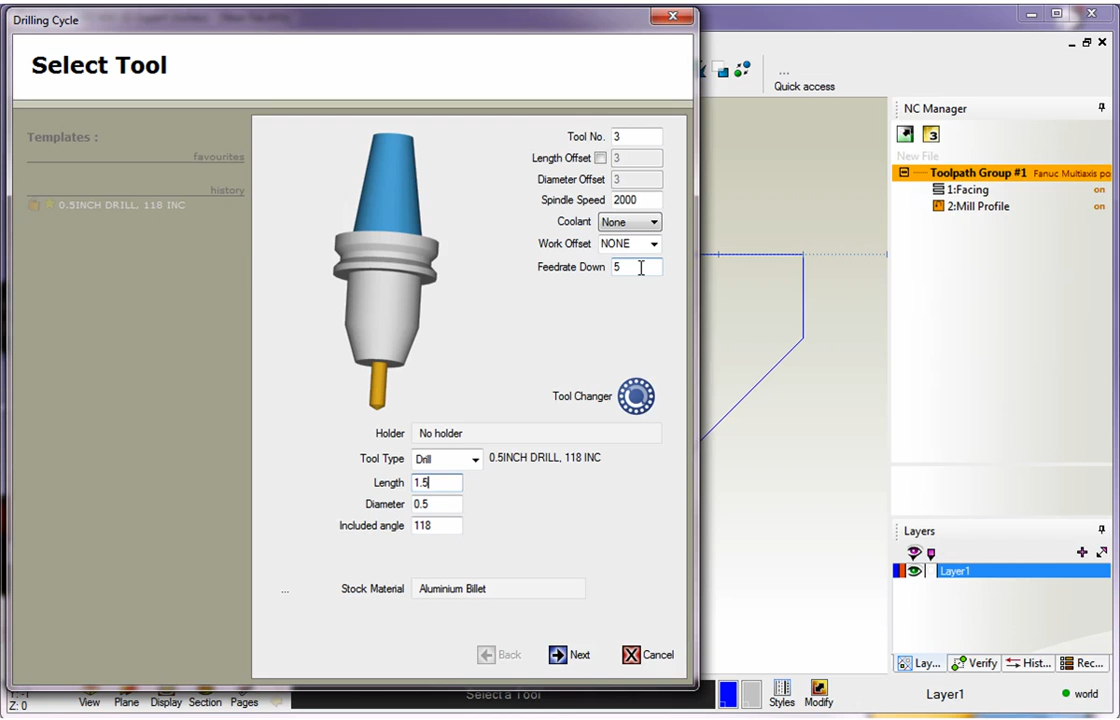 Drilling Cycle
Select Tool
Templates :
favourites
history
0.5INCH DRILL, 118 INC
Tool No. 3
Length Offset 3
Diameter Offset 3
Spindle Speed 2000
Coolant None
Work Offset NONE
Feedrate Down 5
Tool Changer
Holder No holder
Tool Type Drill 0.5INCH DRILL, 118 INC
Length 1.5
Diameter 0.5
Included angle 118
... Stock Material Aluminium Billet
Back Next Cancel
...
Quick access
NC Manager
3
New File
Toolpath Group #1 Fanuc Multiaxis po
1:Facing on
2:Mill Profile on
Layers
Layer1
Lay... Verify Hist... Rec...
Z: 0 View Plane Display Section Pages
Select a Tool
Styles Modify
Layer1 world